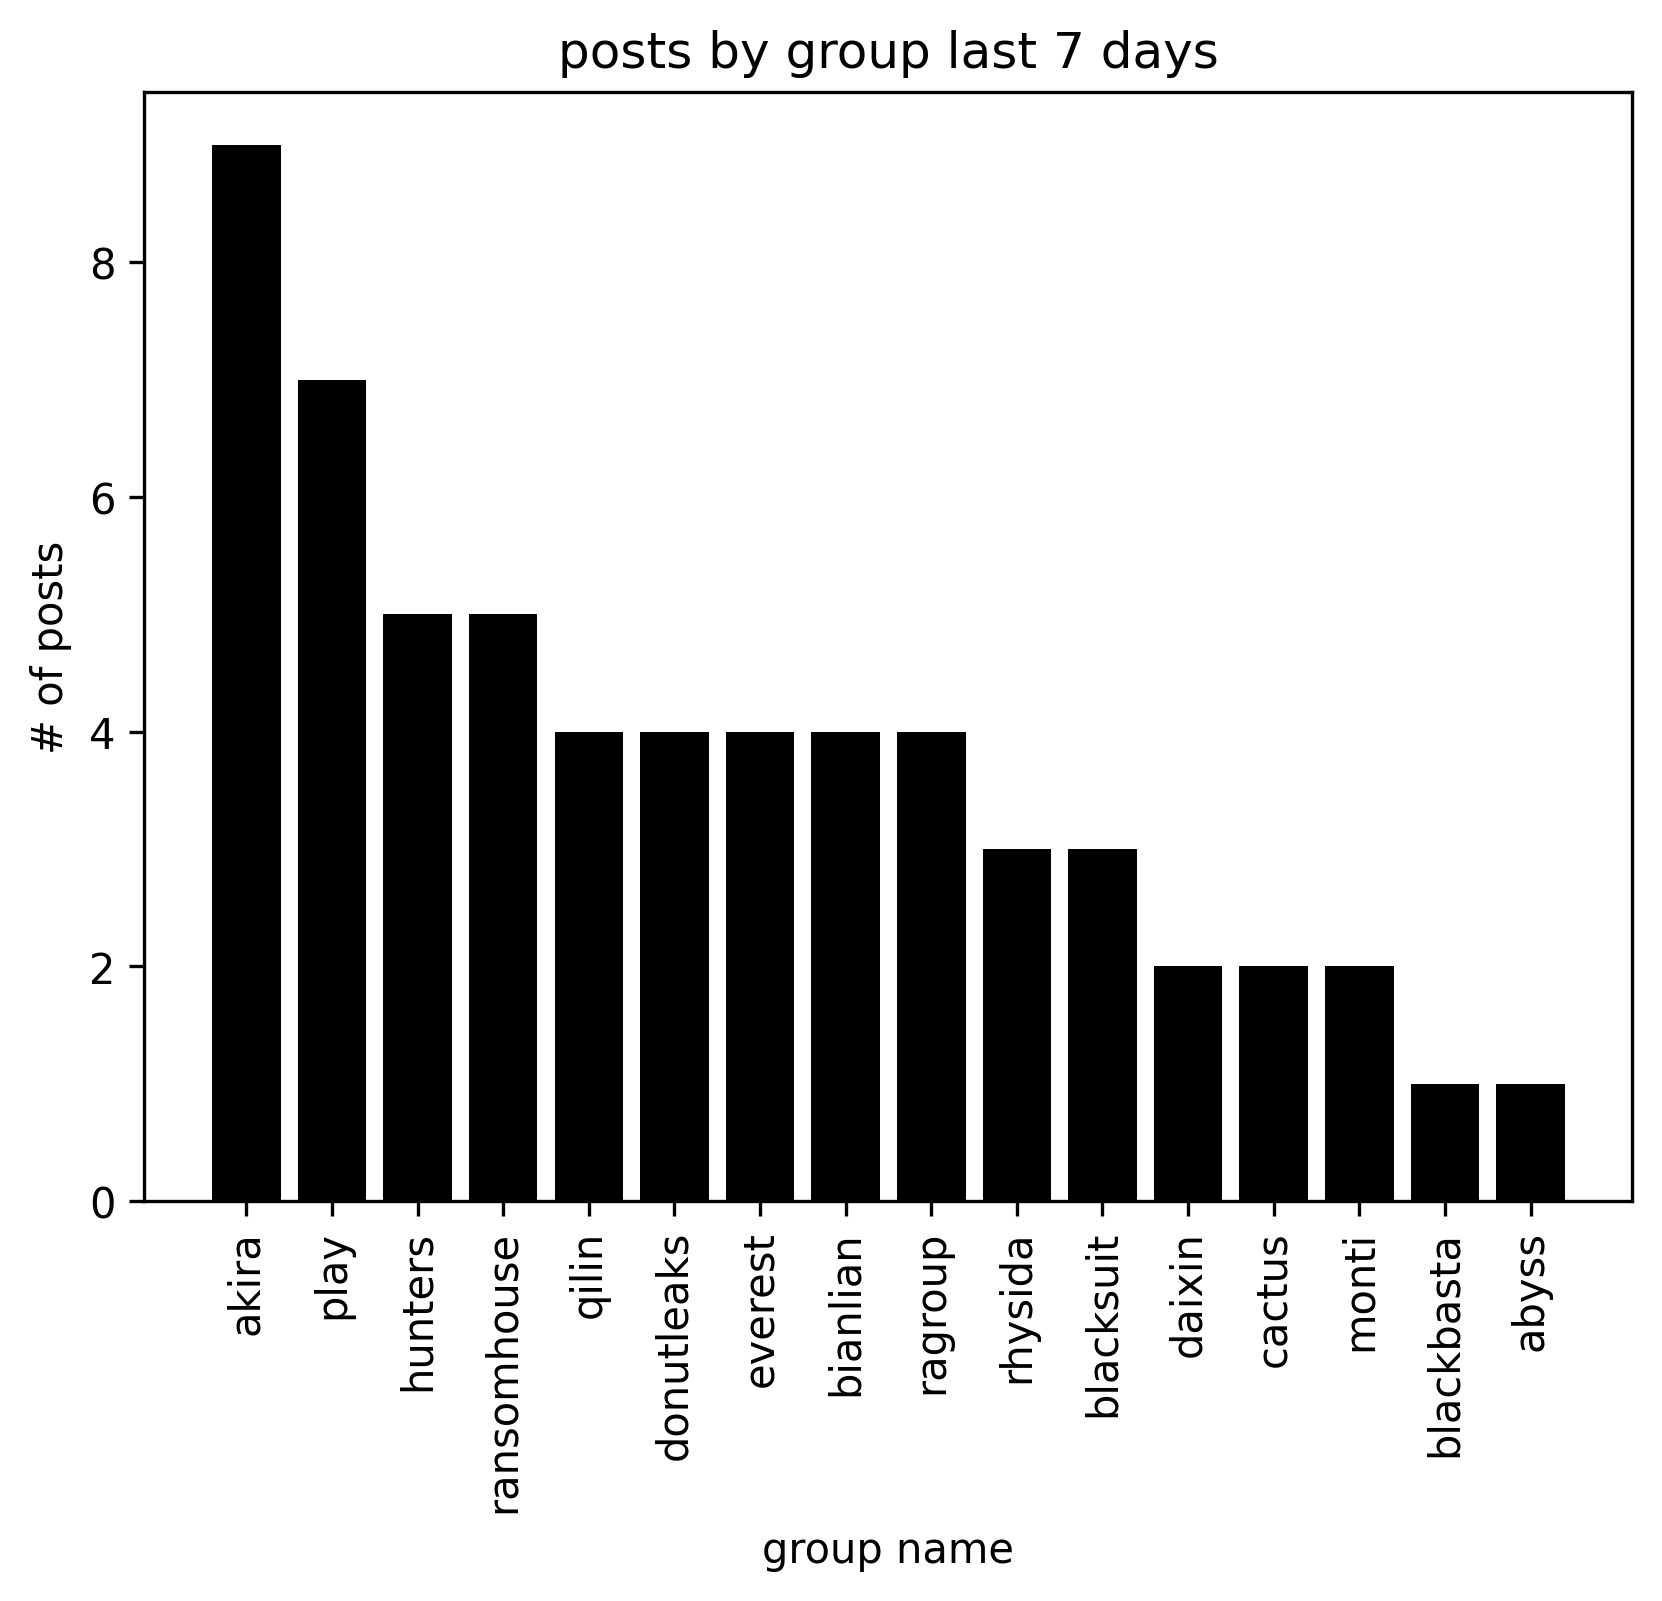 posts by group last 7 days
8
6
4
2
0
# of posts
akira
play
hunters
ransomhouse
qilin
donutleaks
everest
bianlian
ragroup
rhysida
blacksuit
daixin
cactus
monti
blackbasta
abyss
group name